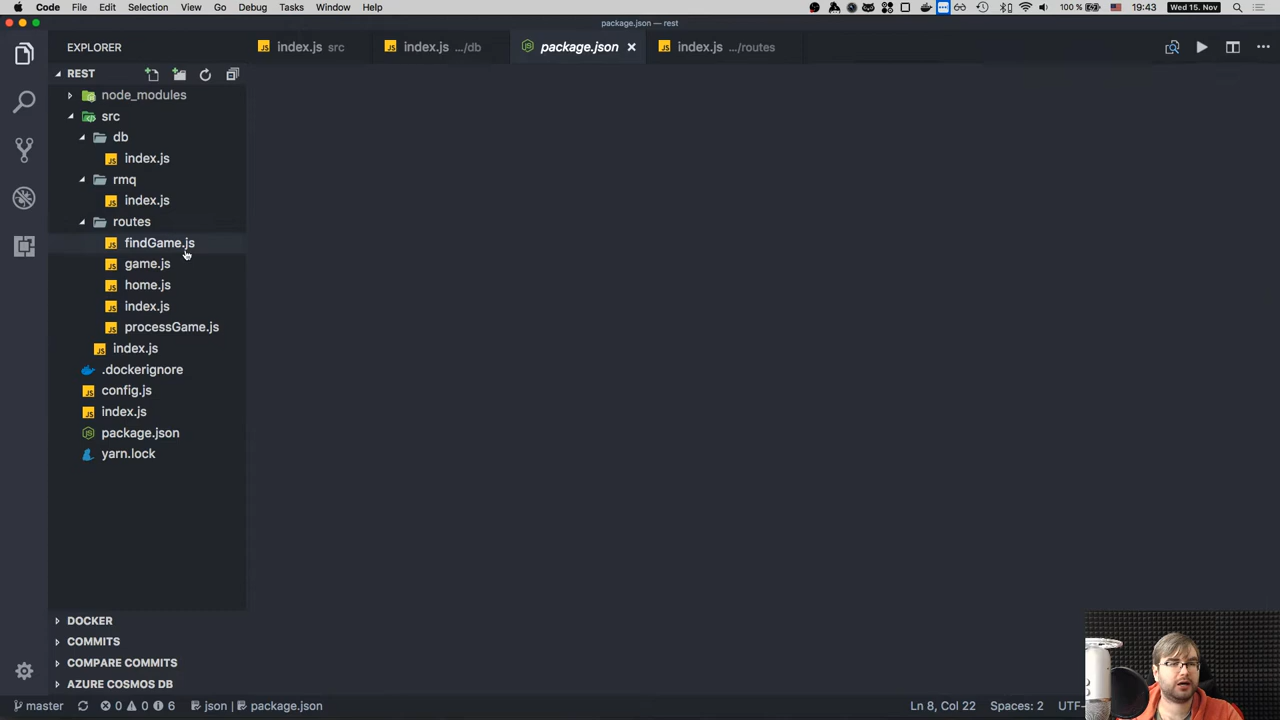 Code File Edit Selection View Go Debug Tasks Window Help 100 % 19:43 Wed 15. Nov
package.json — rest
EXPLORER
index.js src
index.js .../db
package.json
index.js .../routes
REST
node_modules
src
db
index.js
rmq
index.js
routes
findGame.js
game.js
home.js
index.js
processGame.js
index.js
.dockerignore
config.js
index.js
package.json
yarn.lock
DOCKER
COMMITS
COMPARE COMMITS
AZURE COSMOS DB
master 0 0 6 json | package.json Ln 8, Col 22 Spaces: 2 UTF-